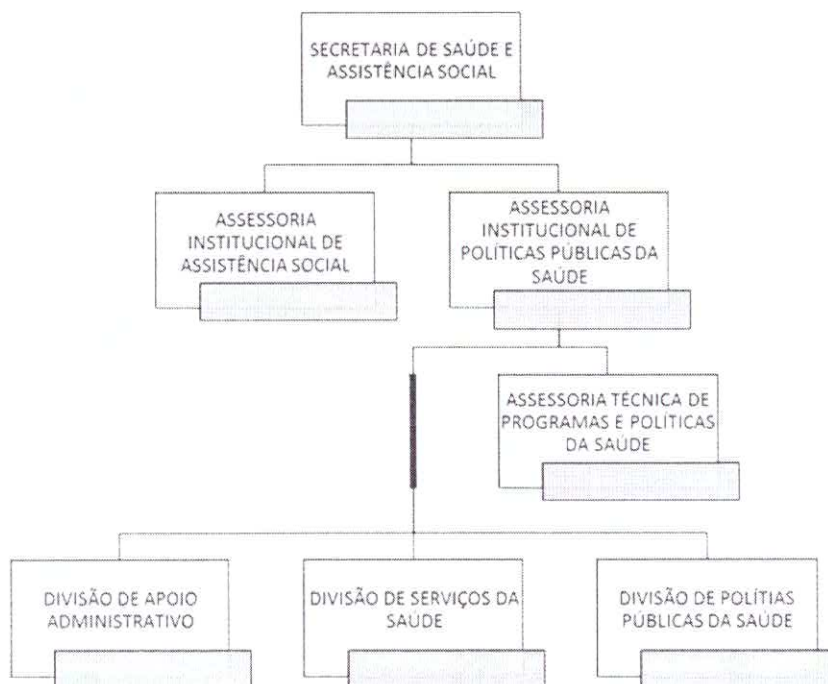 SECRETARIA DE SAÚDE E
ASSISTÊNCIA SOCIAL
ASSESSORIA
INSTITUCIONAL DE
ASSISTÊNCIA SOCIAL
ASSESSORIA
INSTITUCIONAL DE
POLÍTICAS PÚBLICAS DA
SAÚDE
ASSESSORIA TÉCNICA DE
PROGRAMAS E POLÍTICAS
DA SAÚDE
DIVISÃO DE APOIO
ADMINISTRATIVO
DIVISÃO DE SERVIÇOS DA
SAÚDE
DIVISÃO DE POLÍTIAS
PÚBLICAS DA SAÚDE